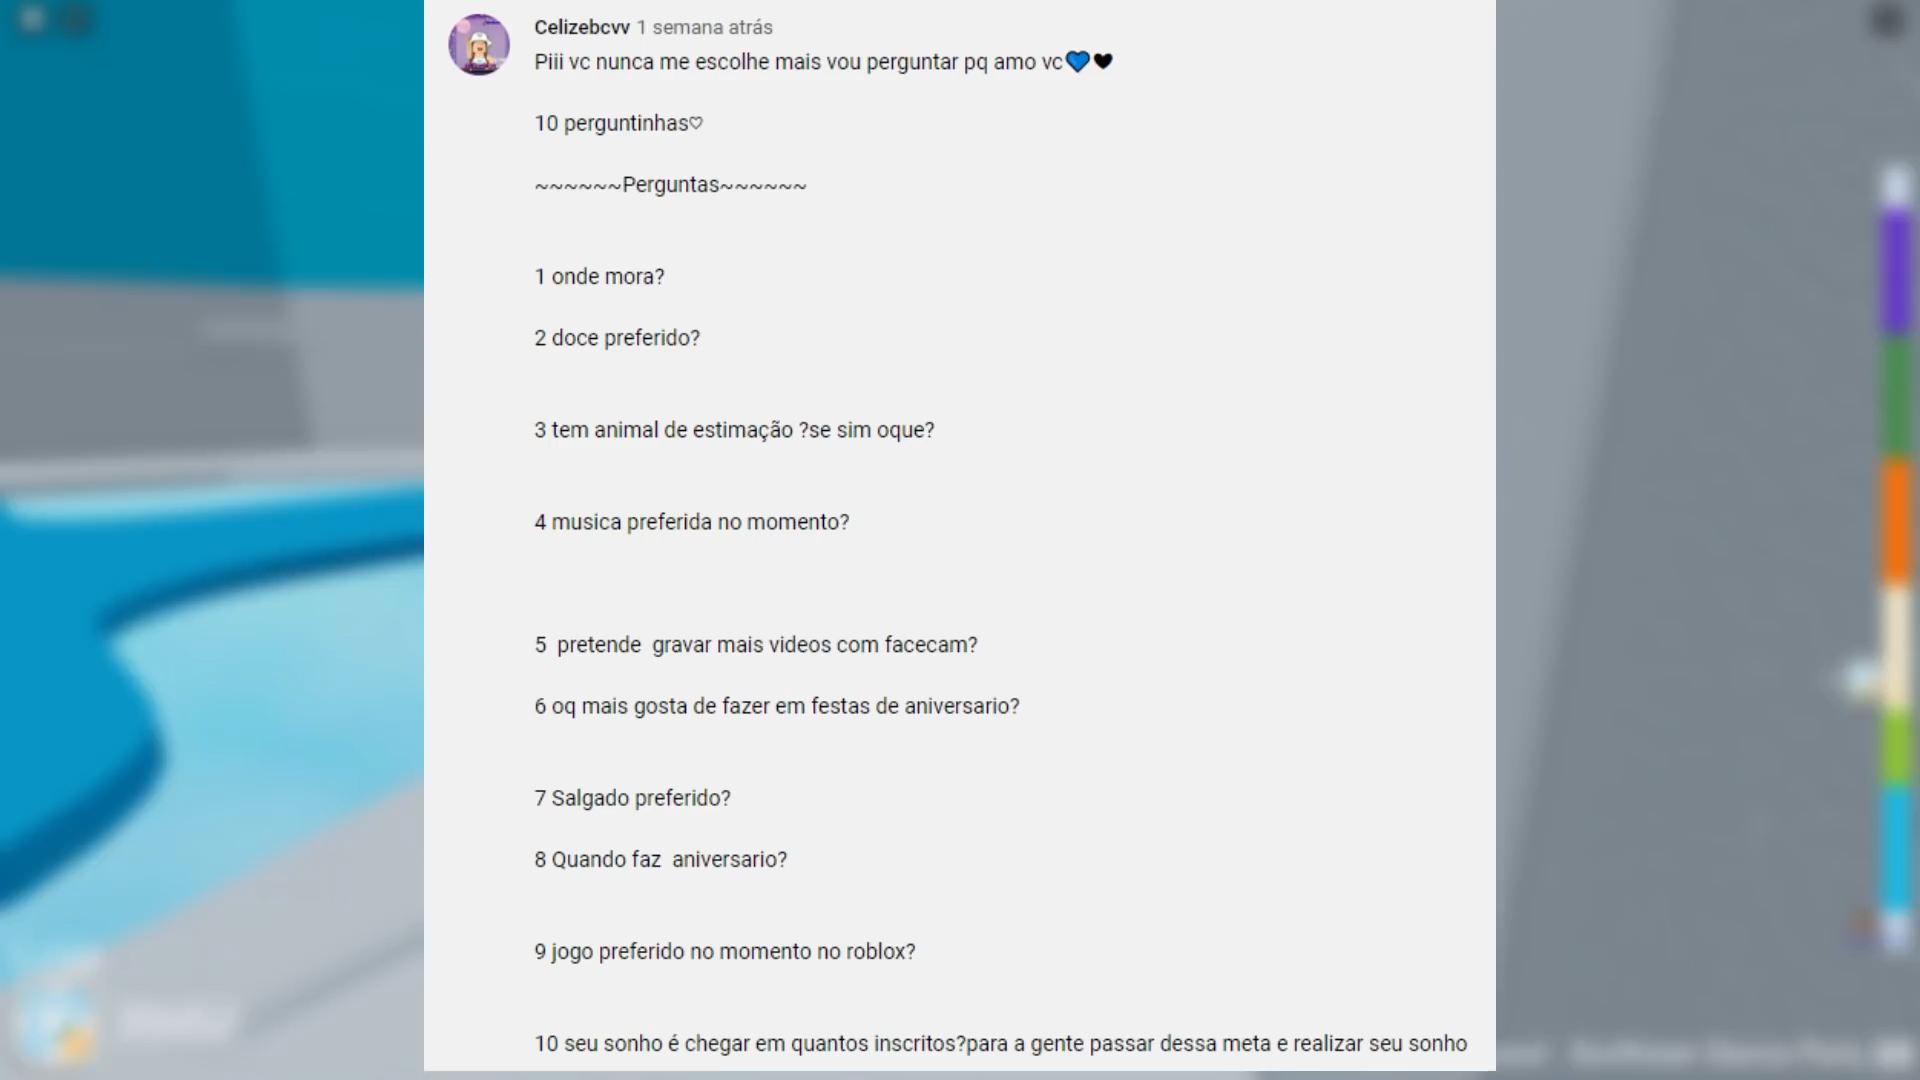 Celizebcvv 1 semana atrás
Piii vc nunca me escolhe mais vou perguntar pq amo vc💙🖤
10 perguntinhas♡
~~~~~~Perguntas~~~~~~
1 onde mora?
2 doce preferido?
3 tem animal de estimação ?se sim oque?
4 musica preferida no momento?
5  pretende  gravar mais videos com facecam?
6 oq mais gosta de fazer em festas de aniversario?
7 Salgado preferido?
8 Quando faz  aniversario?
9 jogo preferido no momento no roblox?
10 seu sonho é chegar em quantos inscritos?para a gente passar dessa meta e realizar seu sonho